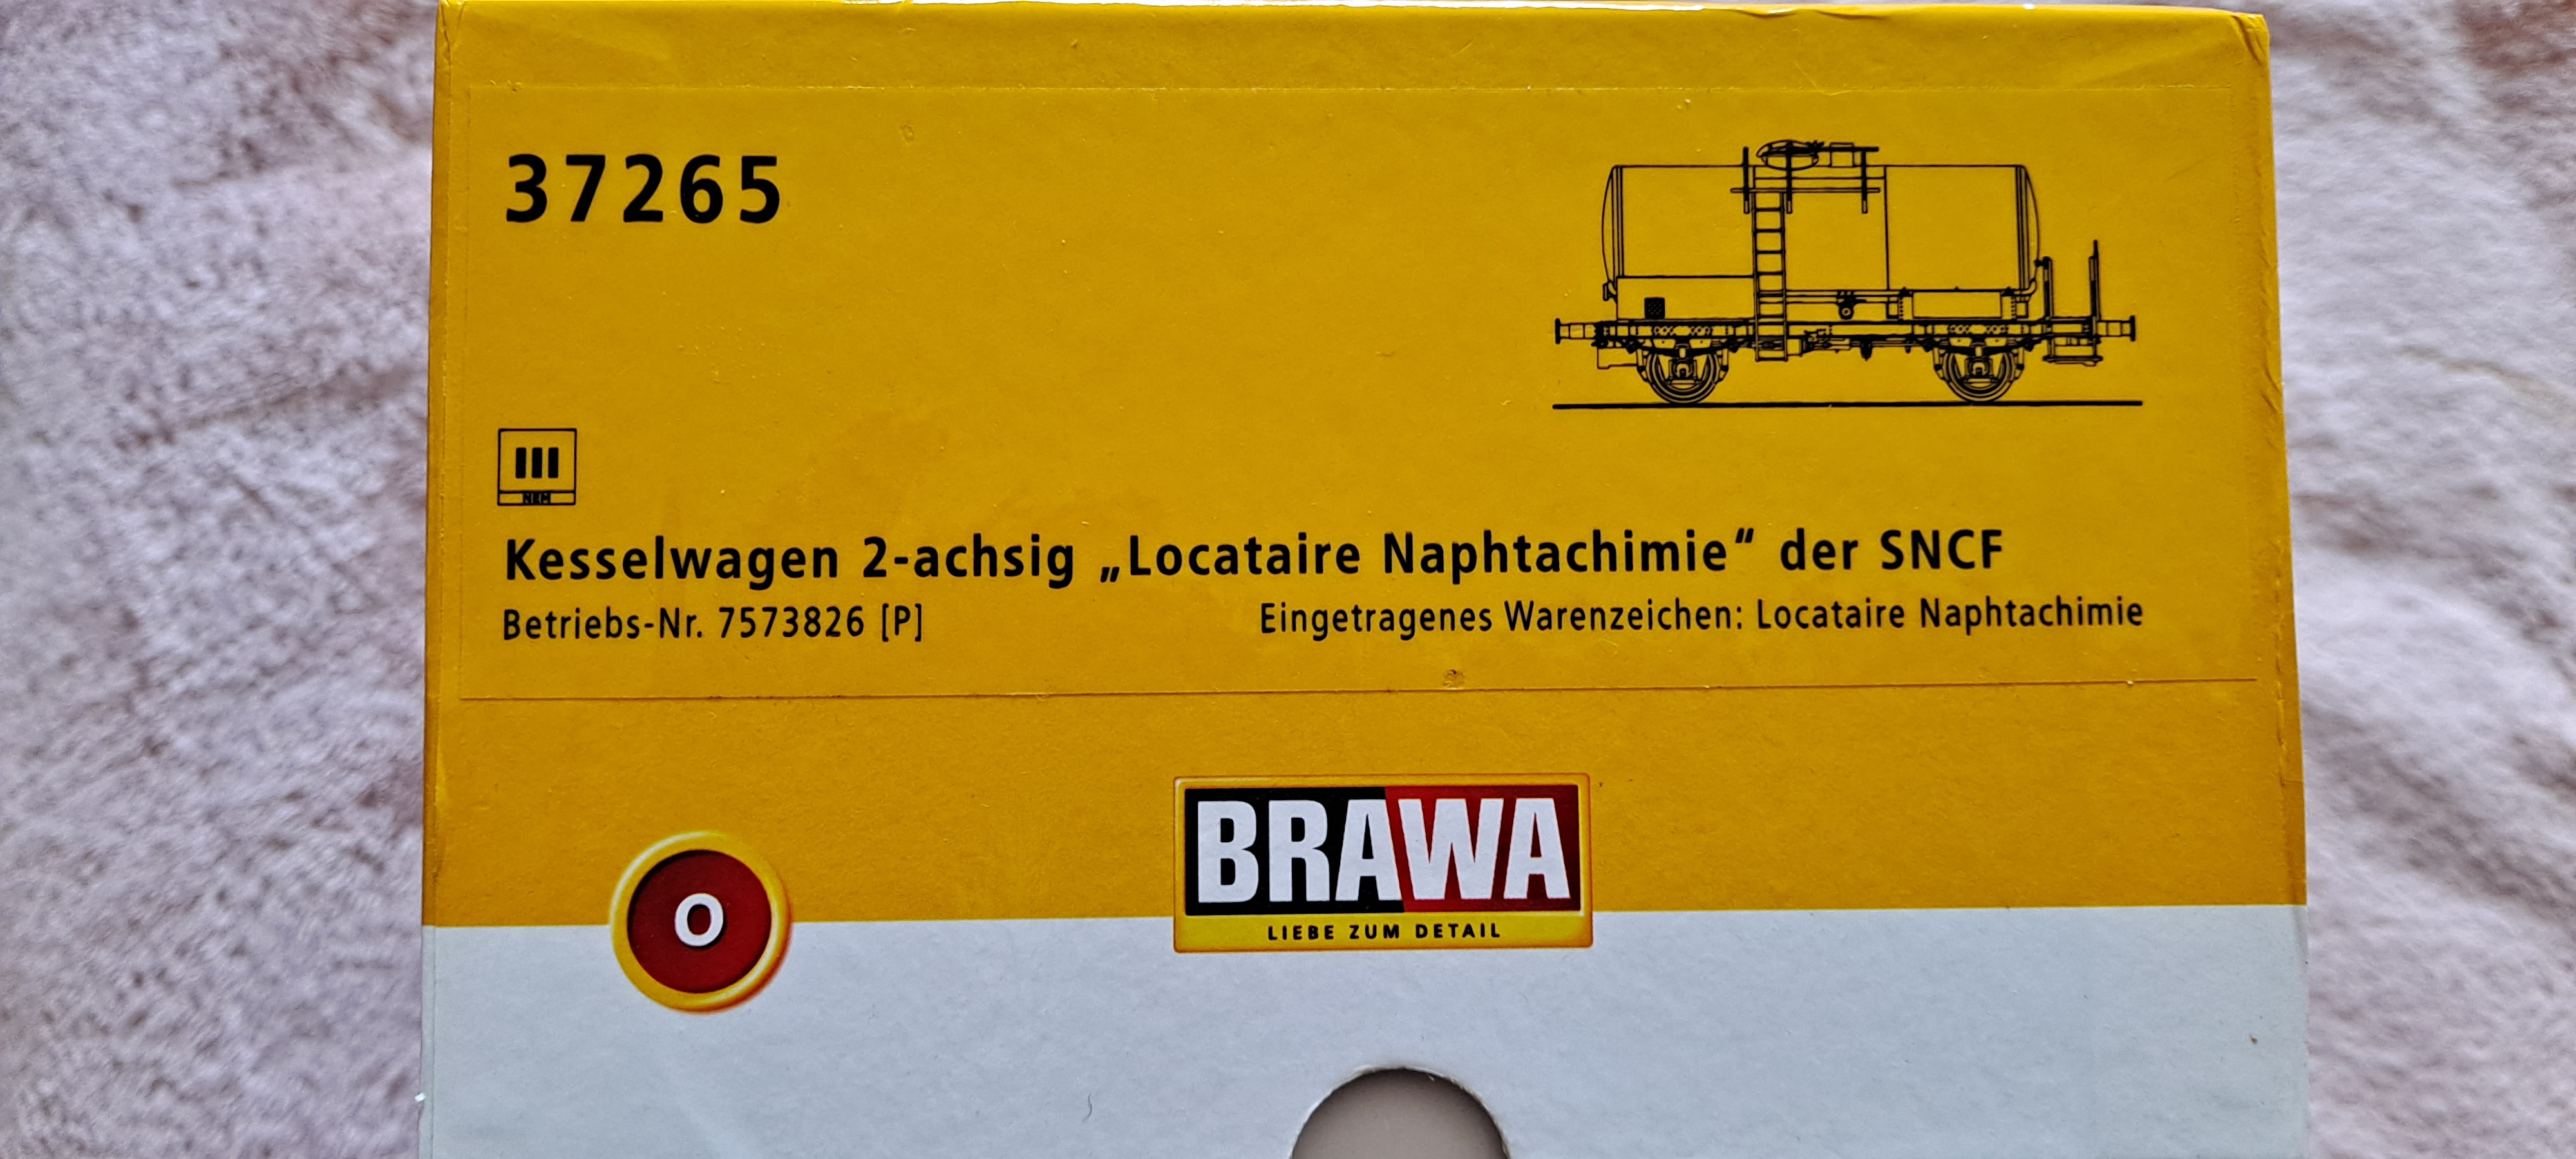 37265
III
NEM
Kesselwagen 2-achsig „Locataire Naphtachimie“ der SNCF
Betriebs-Nr. 7573826 [P] Eingetragenes Warenzeichen: Locataire Naphtachimie
BRAWA
LIEBE ZUM DETAIL
O